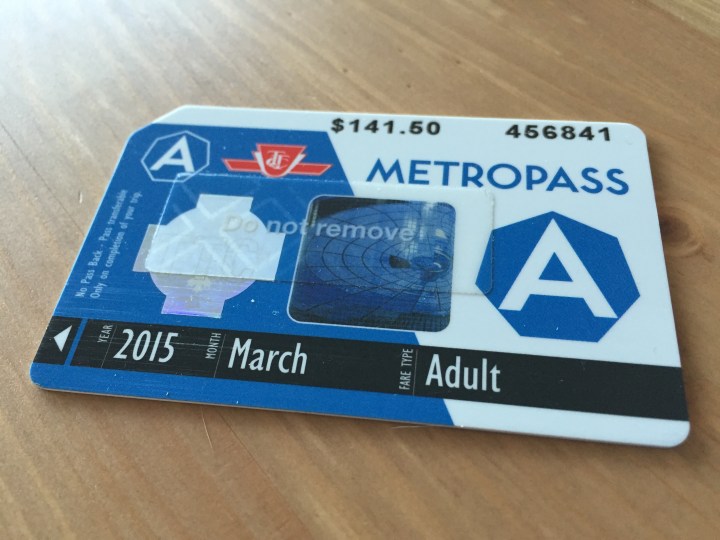 $141.50 456841
A TTC METROPASS
Do not remove
No Pass Back - Pass transferable
Only on completion of your trip.
A
YEAR 2015 MONTH March FARE TYPE Adult